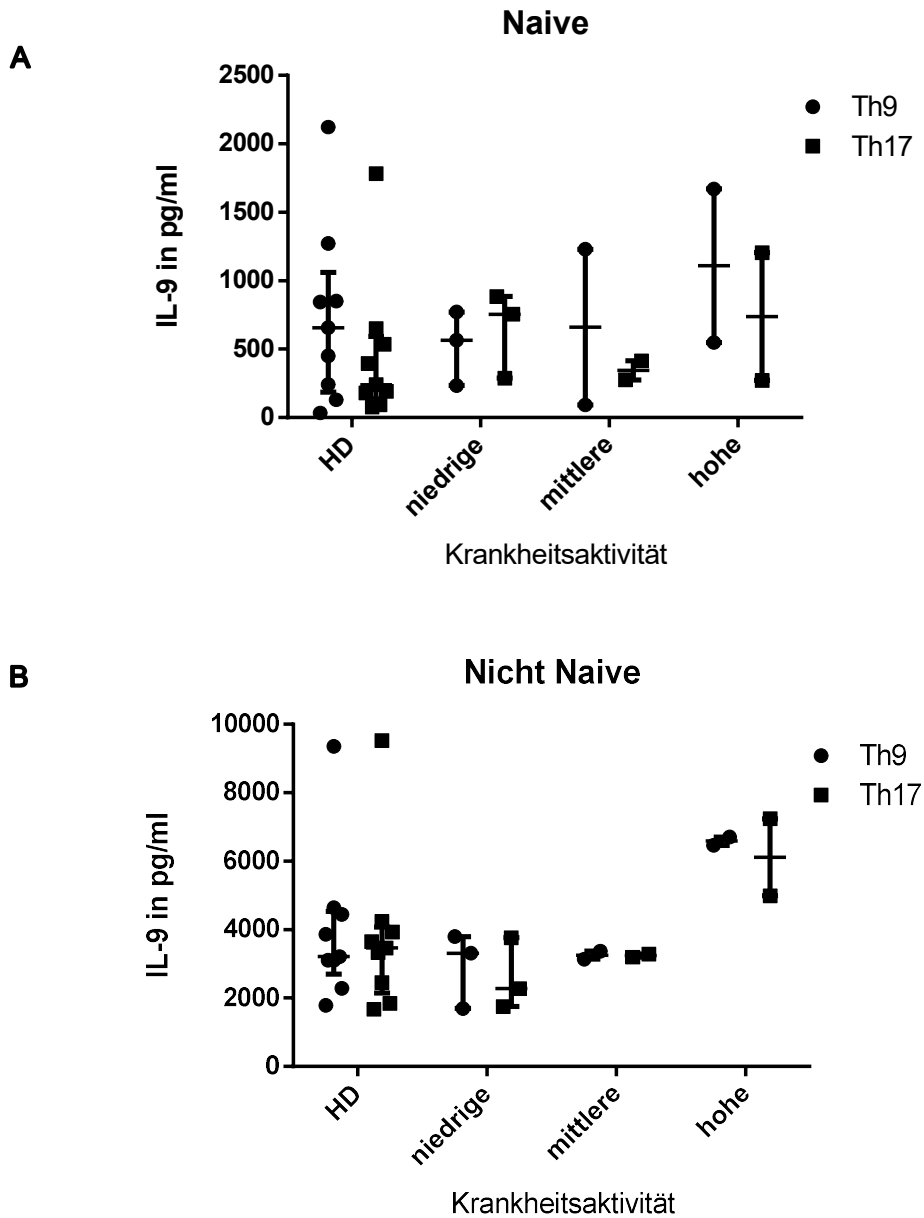 Naive
A
2500
2000
1500
1000
500
0
IL-9 in pg/ml
Th9
Th17
HD
niedrige
mittlere
hohe
Krankheitsaktivität
Nicht Naive
B
10000
8000
6000
4000
2000
0
IL-9 in pg/ml
Th9
Th17
HD
niedrige
mittlere
hohe
Krankheitsaktivität